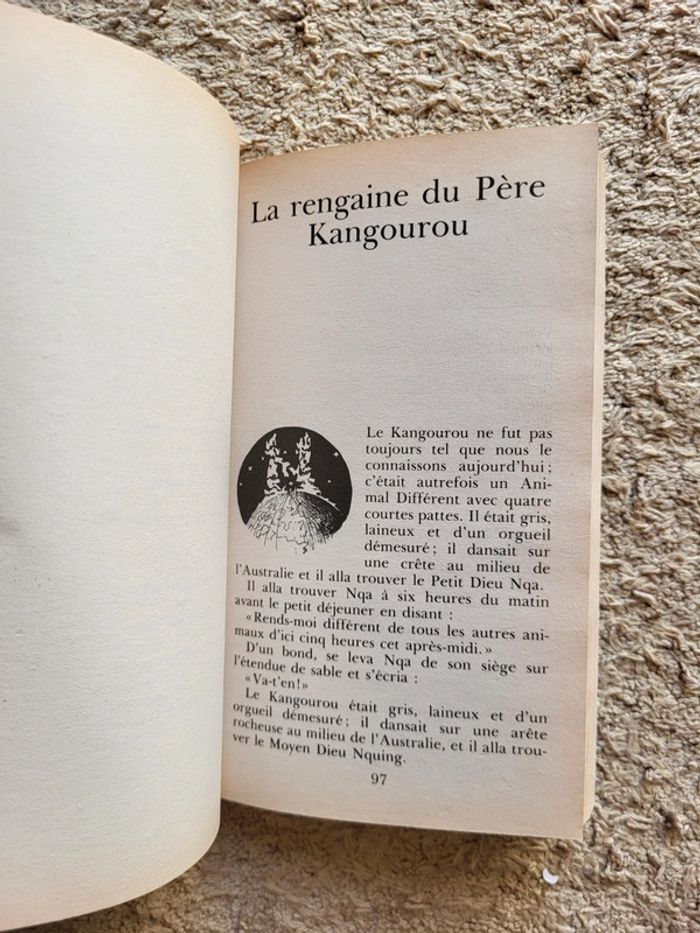 La rengaine du Père
Kangourou
Le Kangourou ne fut pas
toujours tel que nous le
connaissons aujourd'hui ;
c'était autrefois un Ani-
mal Différent avec quatre
courtes pattes. Il était gris,
laineux et d'un orgueil
démesuré ; il dansait sur
une crête au milieu de
l'Australie et il alla trouver le Petit Dieu Nqa.
Il alla trouver Nqa à six heures du matin
avant le petit déjeuner en disant :
« Rends-moi différent de tous les autres ani-
maux d'ici cinq heures cet après-midi. »
D'un bond, se leva Nqa de son siège sur
l'étendue de sable et s'écria :
« Va-t'en ! »
Le Kangourou était gris, laineux et d'un
orgueil démesuré ; il dansait sur une arête
rocheuse au milieu de l'Australie, et il alla trou-
ver le Moyen Dieu Nquing.
97